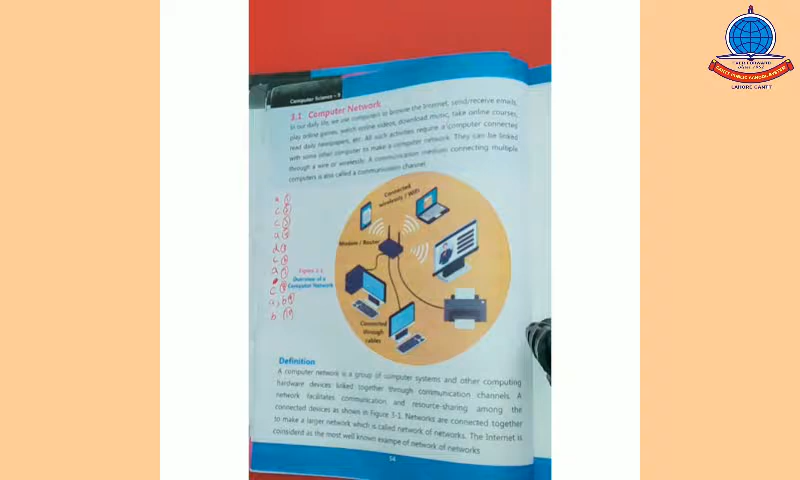 CANTT PUBLIC SCHOOL SYSTEM
LAHORE CANTT
Computer Science – 9
3.1 Computer Network
In our daily life, we use computers to browse the Internet, send/receive emails,
play online games, watch online videos, download music, take online courses,
read daily newspapers, etc. All such activities require a computer connected
with some other computer to make a computer network. They can be linked
through a wire or wirelessly. A communication medium connecting multiple
computers is also called a communication channel.
Connected
wirelessly / WiFi
Modem / Router
Figure 3-1
Overview of a
Computer Network
Connected
through
cables
Definition
A computer network is a group of computer systems and other computing
hardware devices linked together through communication channels. A
network facilitates communication and resource-sharing among the
connected devices as shown in Figure 3-1. Networks are connected together
to make a larger network which is called network of networks. The Internet is
coinsiderd as the most well known exampe of network of networks
54